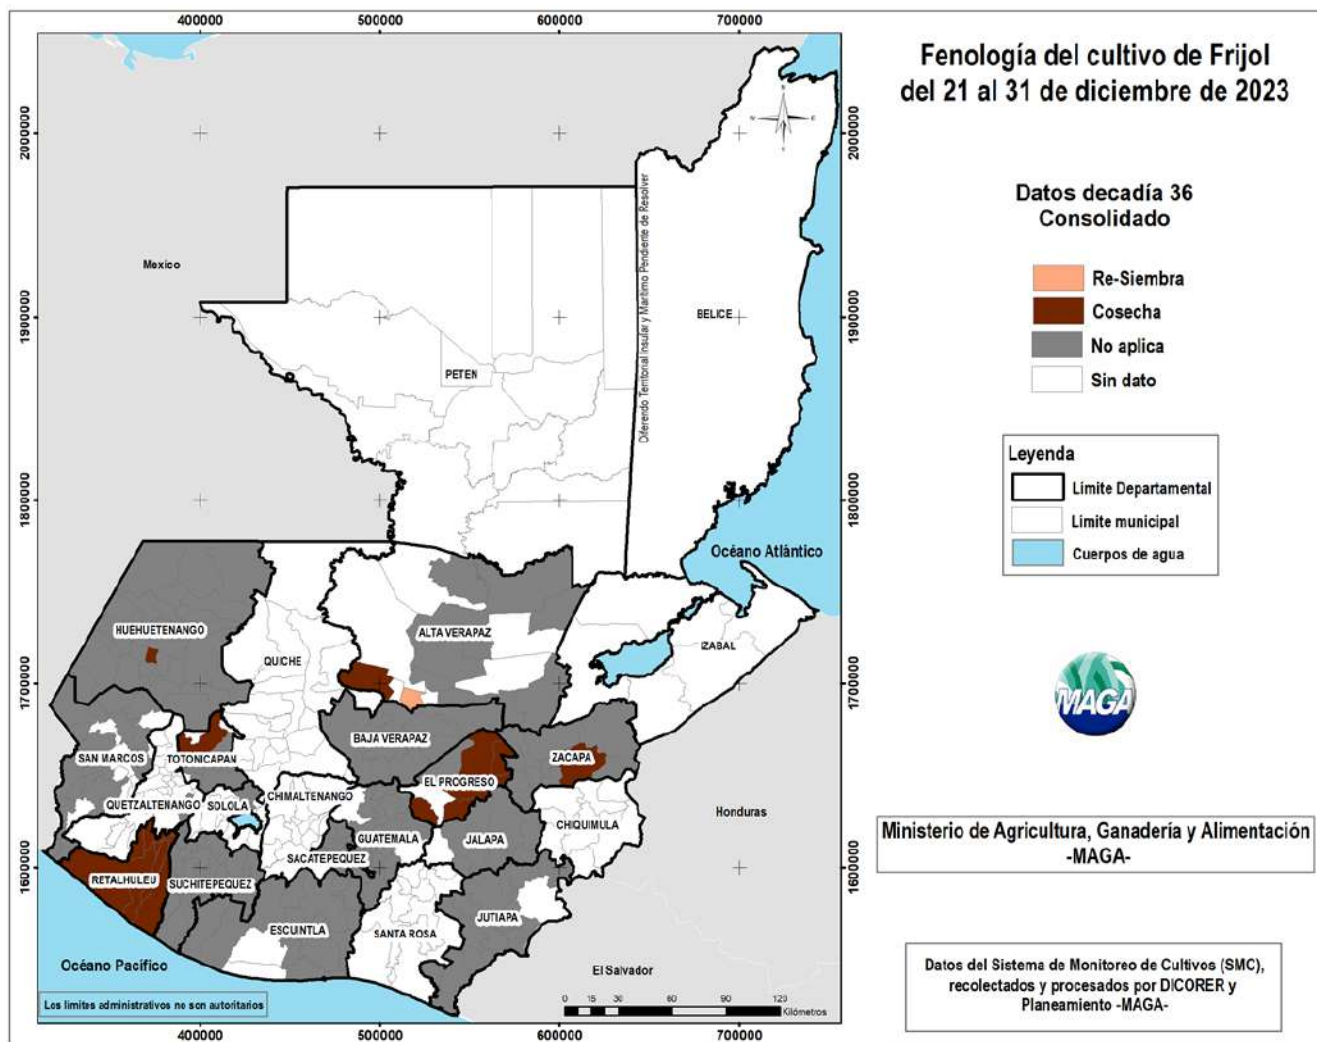 400000 500000 600000 700000
Fenología del cultivo de Frijol
del 21 al 31 de diciembre de 2023
Datos decadía 36
Consolidado
Re-Siembra
Cosecha
No aplica
Sin dato
Leyenda
Limite Departamental
Limite municipal
Cuerpos de agua
MAGA
Ministerio de Agricultura, Ganadería y Alimentación
-MAGA-
Datos del Sistema de Monitoreo de Cultivos (SMC),
recolectados y procesados por DICORER y
Planeamiento -MAGA-
2000000
1900000
1800000
1700000
1600000
2000000
1900000
1800000
1700000
1600000
N
Mexico
BELICE
PETEN
Diferendo Territorial Insular y Marítimo Pendiente de Resolver
Océano Atlántico
HUEHUETENANGO
ALTA VERAPAZ
QUICHE
IZABAL
BAJA VERAPAZ
SAN MARCOS
TOTONICAPAN
ZACAPA
EL PROGRESO
QUETZALTENANGO
SOLOLA
CHIMALTENANGO
Honduras
CHIQUIMULA
GUATEMALA
JALAPA
SACATEPEQUEZ
RETALHULEU
SUCHITEPEQUEZ
JUTIAPA
ESCUINTLA
SANTA ROSA
Océano Pacífico
El Salvador
Los limites administrativos no son autoritarios
0 15 30 60 90 120
Kilómetros
400000 500000 600000 700000